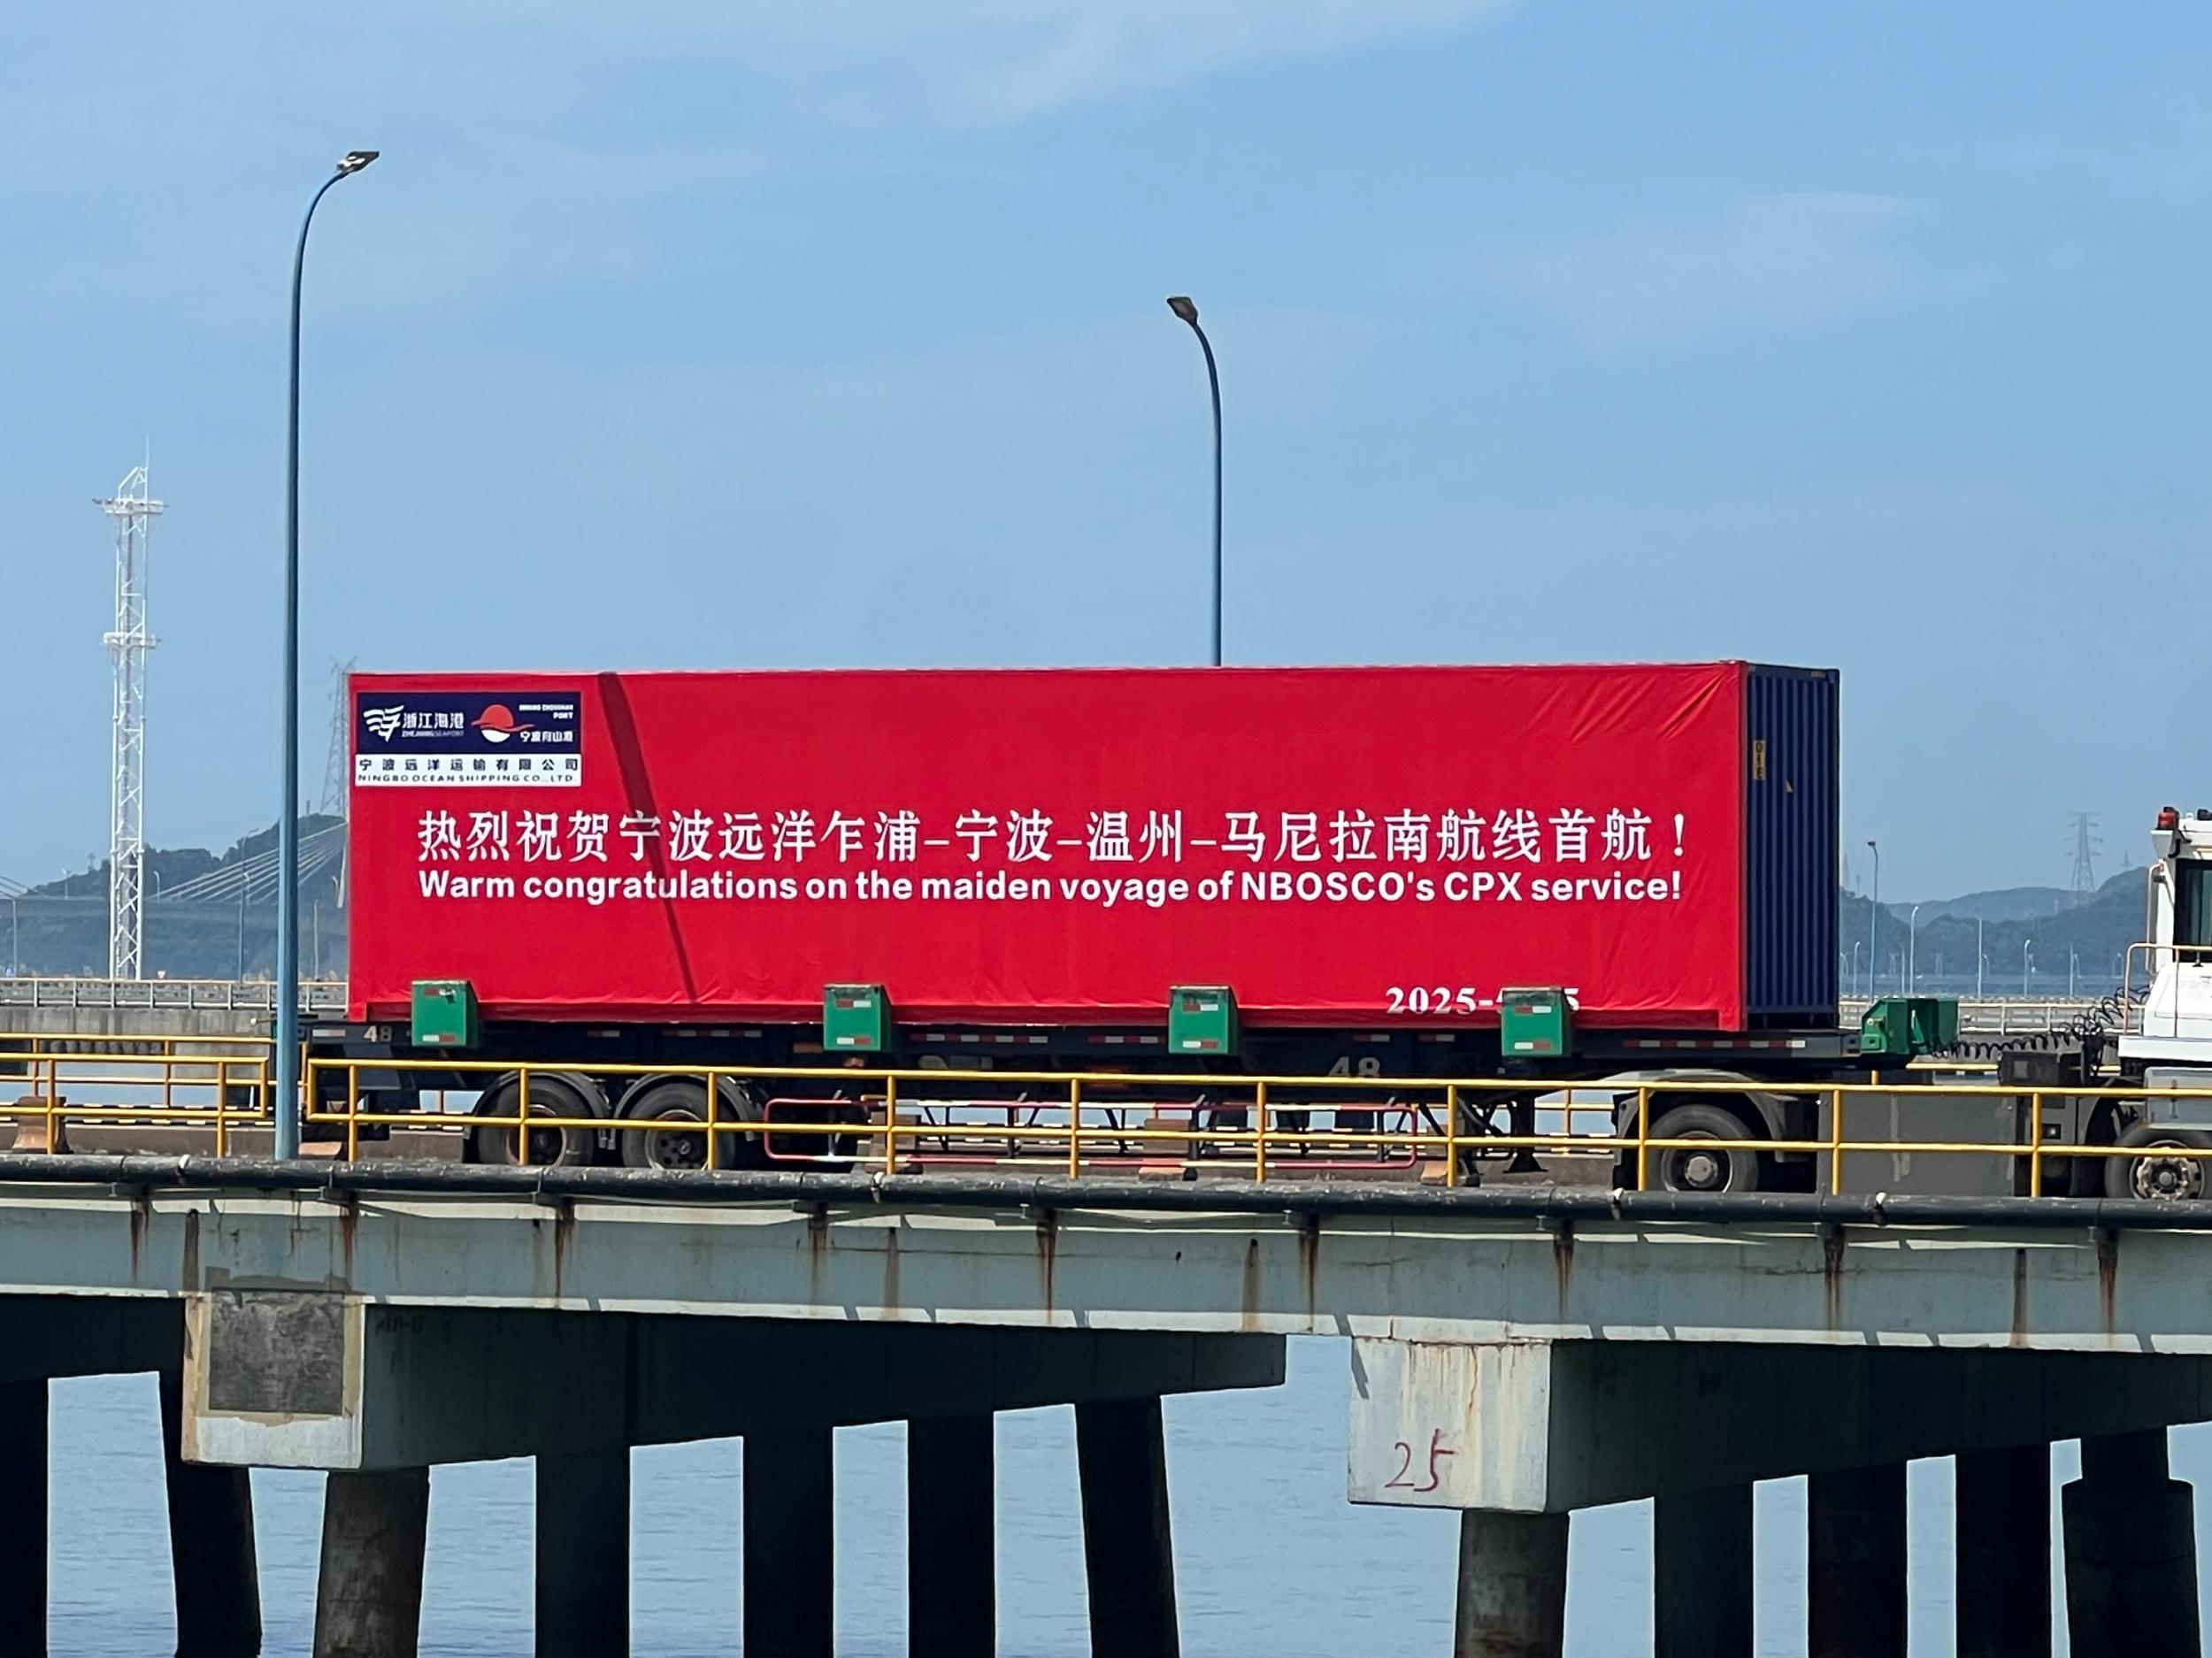 浙江海港
ZHEJIANG SEAPORT
NINGBO ZHOUSHAN
PORT
宁波舟山港
宁波远洋运输有限公司
NINGBO OCEAN SHIPPING CO.,LTD.
热烈祝贺宁波远洋乍浦-宁波-温州-马尼拉南航线首航!
Warm congratulations on the maiden voyage of NBOSCO's CPX service!
2025-
48
48
25